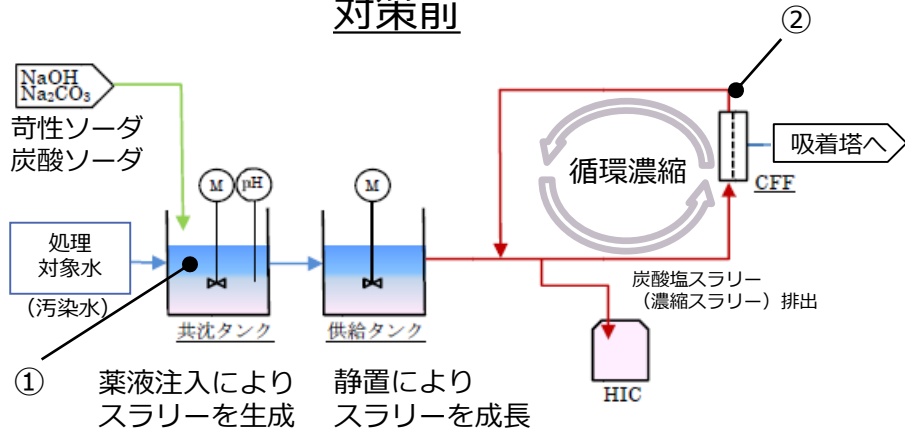 対策前
②
NaOH
Na₂CO₃
苛性ソーダ
炭酸ソーダ
吸着塔へ
循環濃縮
CFF
M
pH
M
処理
対象水
(汚染水)
炭酸塩スラリー
（濃縮スラリー）排出
共沈タンク
供給タンク
①
薬液注入により
スラリーを生成
静置により
スラリーを成長
HIC